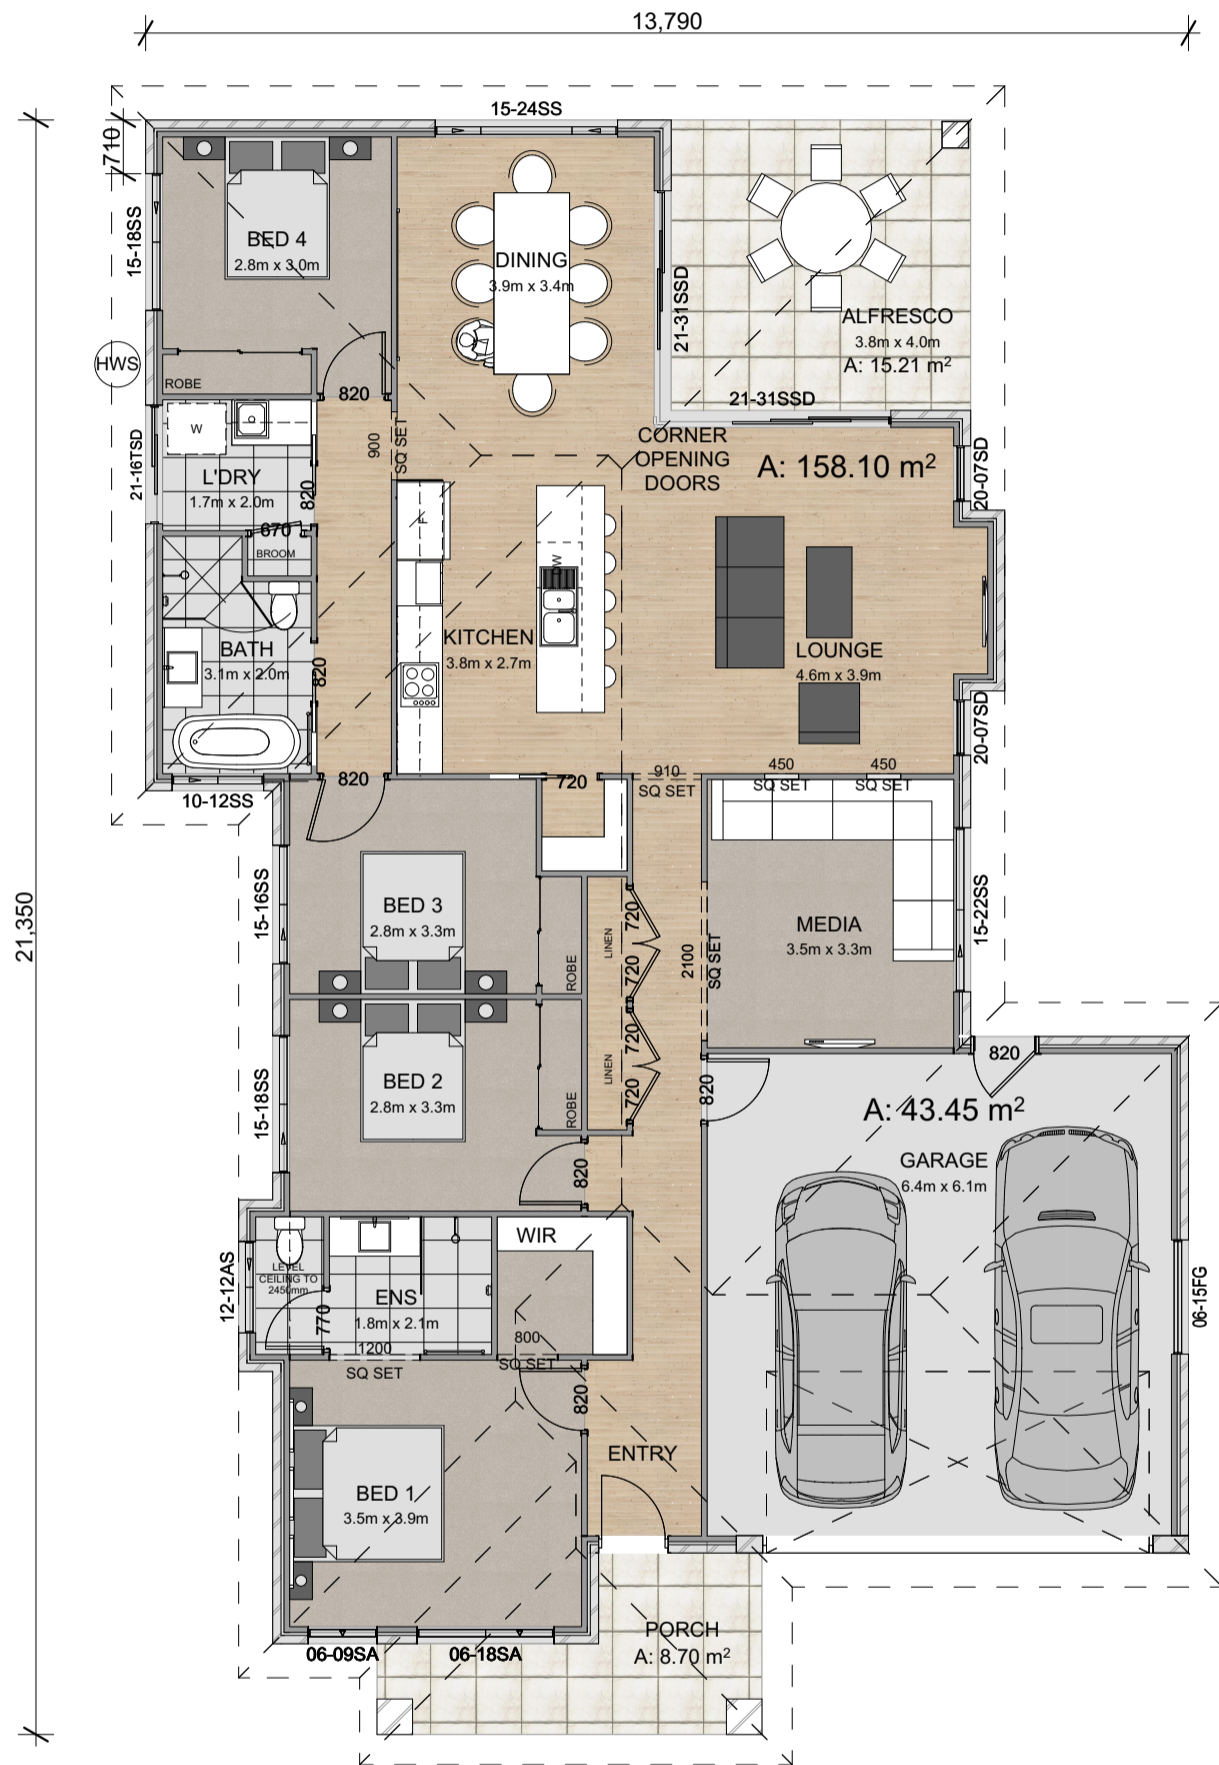 13,790
15-24SS
710
15-18SS
BED 4
2.8m x 3.0m
DINING
3.9m x 3.4m
21-31SSD
ALFRESCO
3.8m x 4.0m
A: 15.21 m²
HWS
ROBE
820
21-31SSD
900
SQ SET
CORNER
OPENING
DOORS
A: 158.10 m²
20-07SD
21-16TSD
W
L'DRY
1.7m x 2.0m
820
670
BROOM
F
DW
BATH
3.1m x 2.0m
820
KITCHEN
3.8m x 2.7m
LOUNGE
4.6m x 3.9m
20-07SD
10-12SS
820
720
910
SQ SET
450
SQ SET
450
SQ SET
21,350
15-16SS
BED 3
2.8m x 3.3m
ROBE
LINEN
720
720
2100
SQ SET
MEDIA
3.5m x 3.3m
15-22SS
15-18SS
BED 2
2.8m x 3.3m
ROBE
LINEN
720
720
820
820
820
A: 43.45 m²
GARAGE
6.4m x 6.1m
12-12AS
LEVEL
CEILING TO
2450mm
770
ENS
1.8m x 2.1m
1200
SQ SET
WIR
800
SQ SET
820
06-15FG
ENTRY
BED 1
3.5m x 3.9m
06-09SA
06-18SA
PORCH
A: 8.70 m²